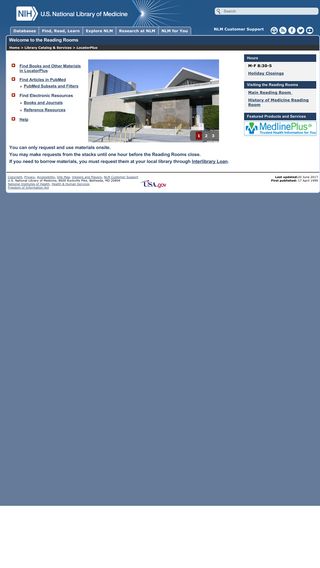 NIH U.S. National Library of Medicine
Search
Databases Find, Read, Learn Explore NLM Research at NLM NLM for You
NLM Customer Support
Welcome to the Reading Rooms
Home > Library Catalog & Services > LocatorPlus
Find Books and Other Materials
in LocatorPlus
Find Articles in PubMed
PubMed Subsets and Filters
Find Electronic Resources
Books and Journals
Reference Resources
Help
1 2 3
You can only request and use materials onsite.
You may make requests from the stacks until one hour before the Reading Rooms close.
If you need to borrow materials, you must request them at your local library through Interlibrary Loan.
Hours
M-F 8:30-5
Holiday Closings
Visiting the Reading Rooms
Main Reading Room
History of Medicine Reading
Room
Featured Products and Services
MedlinePlus
Trusted Health Information for You
Copyright, Privacy, Accessibility, Site Map, Viewers and Players, NLM Customer Support
U.S. National Library of Medicine, 8600 Rockville Pike, Bethesda, MD 20894
National Institutes of Health, Health & Human Services
Freedom of Information Act
USA.gov
Last updated: June 2017
First published: 17 April 1999